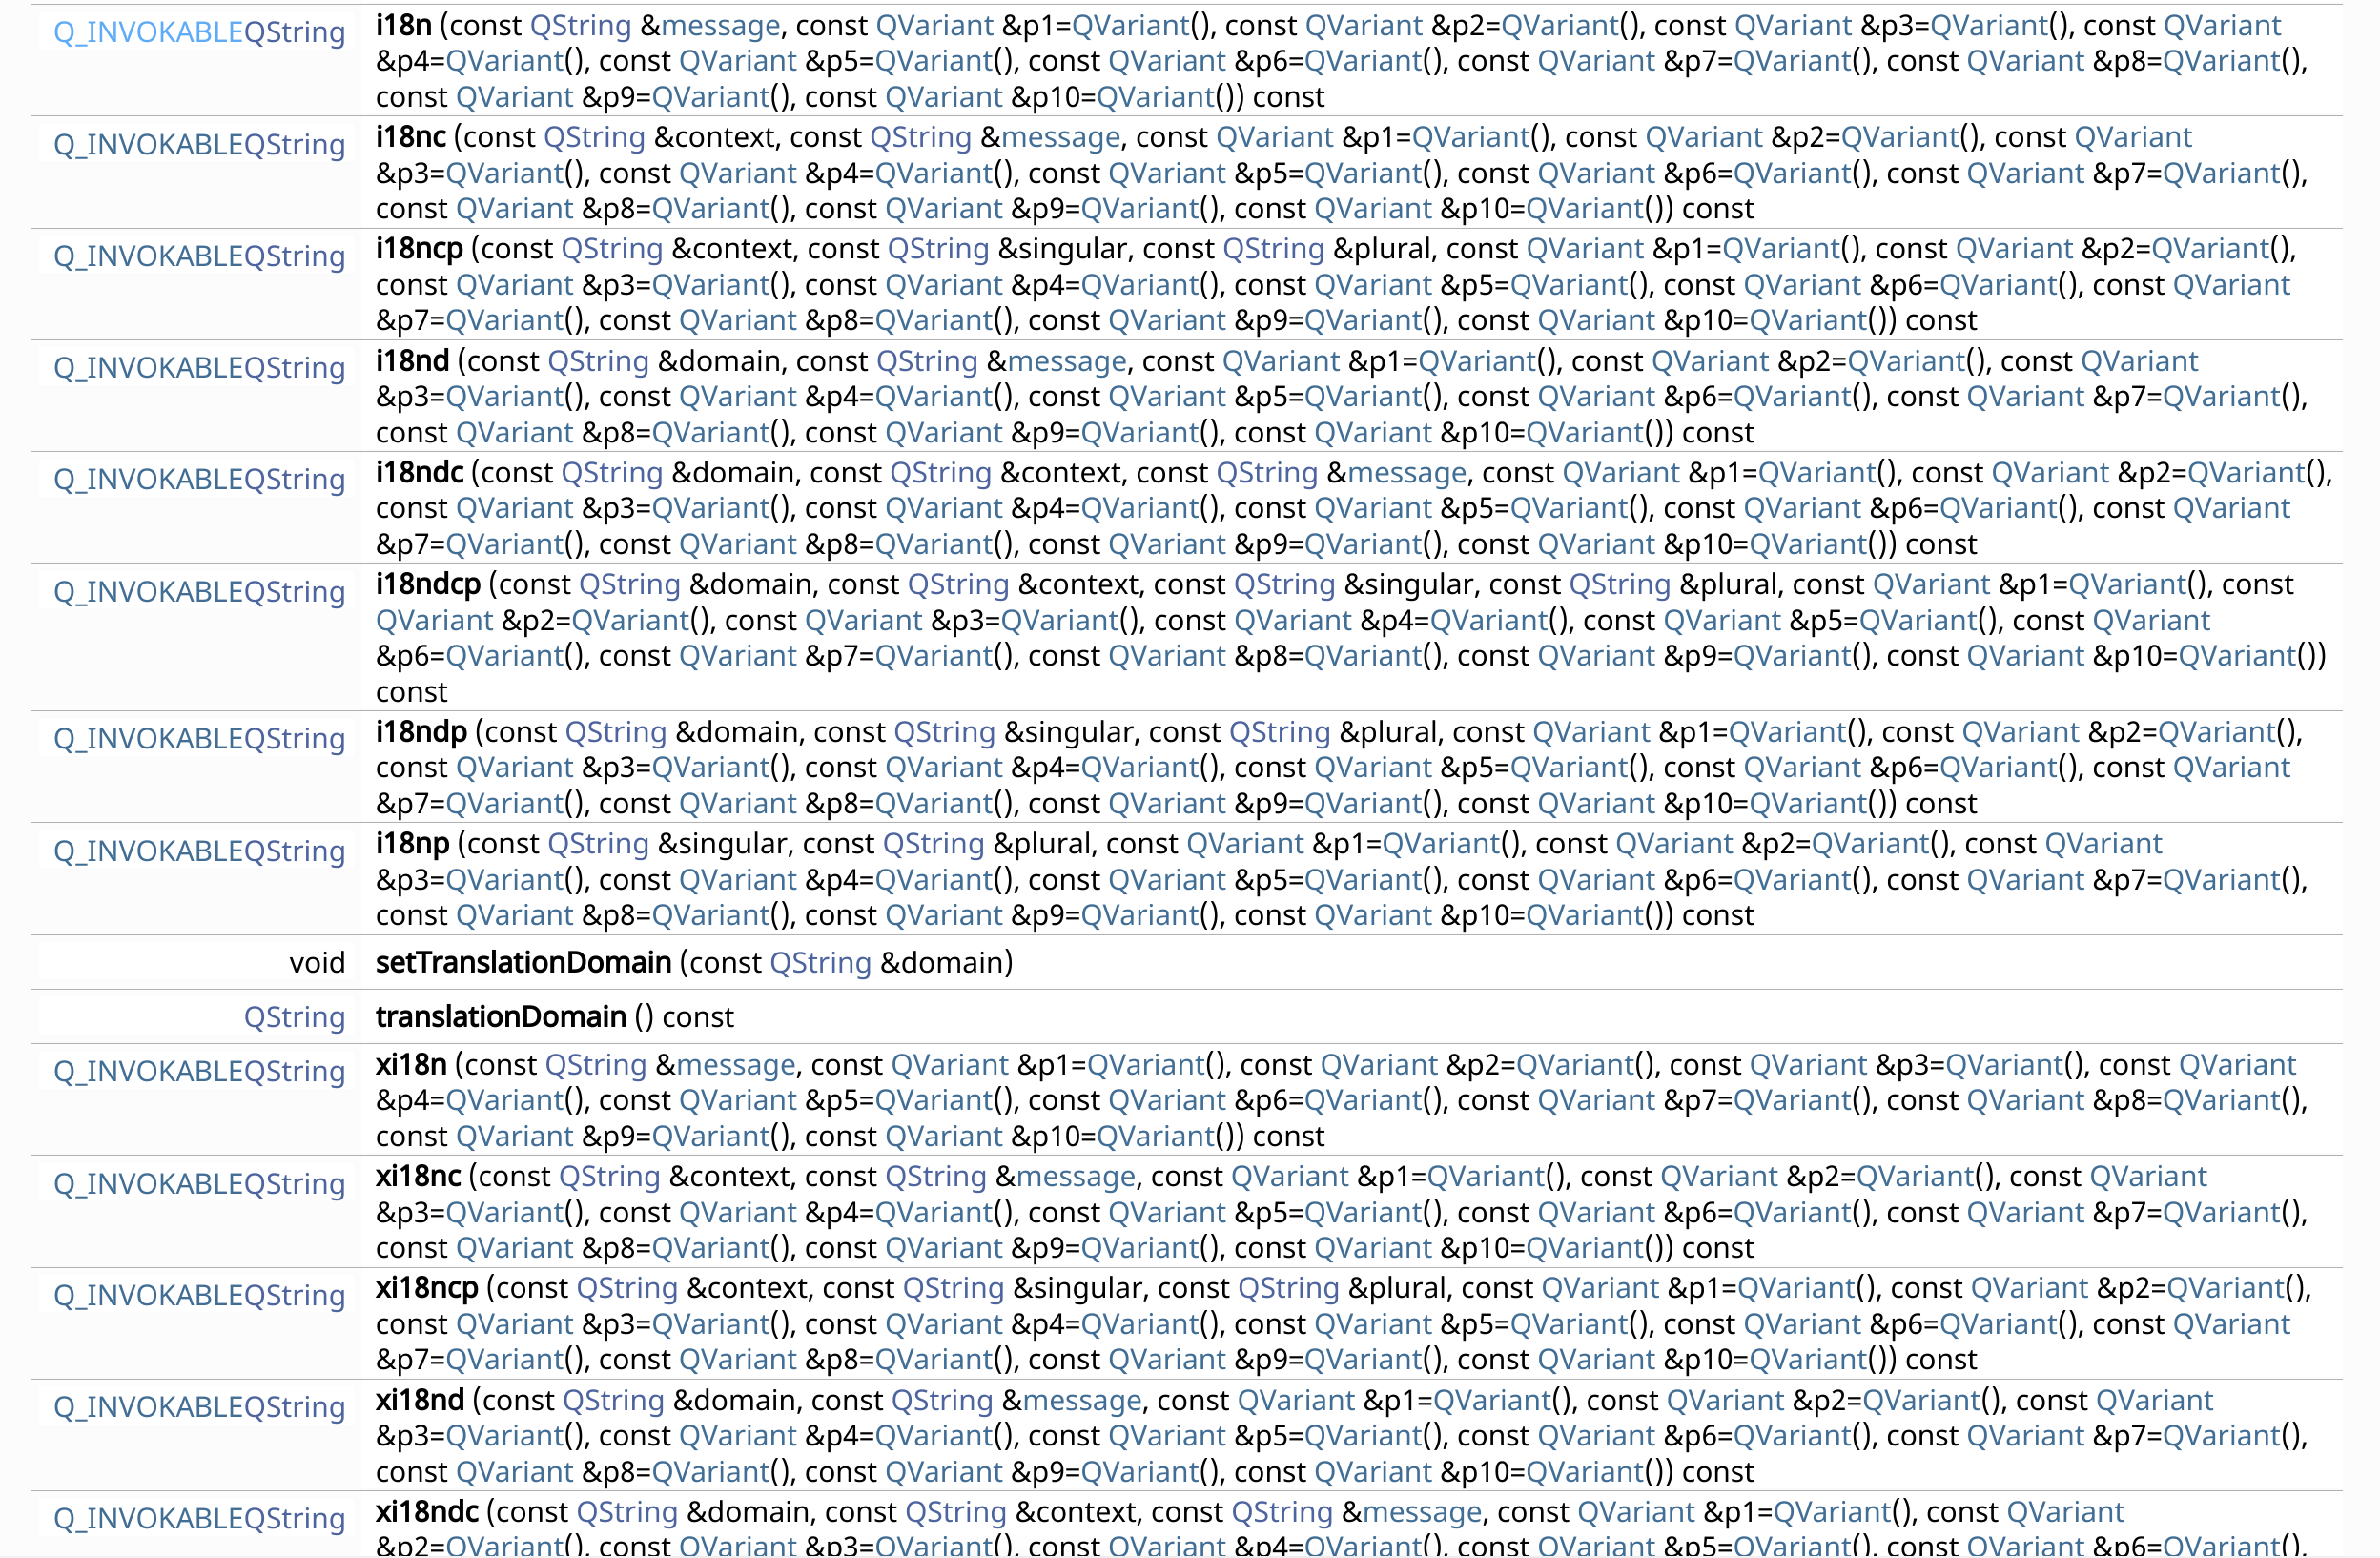 Q_INVOKABLEQString i18n (const QString &message, const QVariant &p1=QVariant(), const QVariant &p2=QVariant(), const QVariant &p3=QVariant(), const QVariant
&p4=QVariant(), const QVariant &p5=QVariant(), const QVariant &p6=QVariant(), const QVariant &p7=QVariant(), const QVariant &p8=QVariant(),
const QVariant &p9=QVariant(), const QVariant &p10=QVariant()) const
Q_INVOKABLEQString i18nc (const QString &context, const QString &message, const QVariant &p1=QVariant(), const QVariant &p2=QVariant(), const QVariant
&p3=QVariant(), const QVariant &p4=QVariant(), const QVariant &p5=QVariant(), const QVariant &p6=QVariant(), const QVariant &p7=QVariant(),
const QVariant &p8=QVariant(), const QVariant &p9=QVariant(), const QVariant &p10=QVariant()) const
Q_INVOKABLEQString i18ncp (const QString &context, const QString &singular, const QString &plural, const QVariant &p1=QVariant(), const QVariant &p2=QVariant(),
const QVariant &p3=QVariant(), const QVariant &p4=QVariant(), const QVariant &p5=QVariant(), const QVariant &p6=QVariant(), const QVariant
&p7=QVariant(), const QVariant &p8=QVariant(), const QVariant &p9=QVariant(), const QVariant &p10=QVariant()) const
Q_INVOKABLEQString i18nd (const QString &domain, const QString &message, const QVariant &p1=QVariant(), const QVariant &p2=QVariant(), const QVariant
&p3=QVariant(), const QVariant &p4=QVariant(), const QVariant &p5=QVariant(), const QVariant &p6=QVariant(), const QVariant &p7=QVariant(),
const QVariant &p8=QVariant(), const QVariant &p9=QVariant(), const QVariant &p10=QVariant()) const
Q_INVOKABLEQString i18ndc (const QString &domain, const QString &context, const QString &message, const QVariant &p1=QVariant(), const QVariant &p2=QVariant(),
const QVariant &p3=QVariant(), const QVariant &p4=QVariant(), const QVariant &p5=QVariant(), const QVariant &p6=QVariant(), const QVariant
&p7=QVariant(), const QVariant &p8=QVariant(), const QVariant &p9=QVariant(), const QVariant &p10=QVariant()) const
Q_INVOKABLEQString i18ndcp (const QString &domain, const QString &context, const QString &singular, const QString &plural, const QVariant &p1=QVariant(), const
QVariant &p2=QVariant(), const QVariant &p3=QVariant(), const QVariant &p4=QVariant(), const QVariant &p5=QVariant(), const QVariant
&p6=QVariant(), const QVariant &p7=QVariant(), const QVariant &p8=QVariant(), const QVariant &p9=QVariant(), const QVariant &p10=QVariant())
const
Q_INVOKABLEQString i18ndp (const QString &domain, const QString &singular, const QString &plural, const QVariant &p1=QVariant(), const QVariant &p2=QVariant(),
const QVariant &p3=QVariant(), const QVariant &p4=QVariant(), const QVariant &p5=QVariant(), const QVariant &p6=QVariant(), const QVariant
&p7=QVariant(), const QVariant &p8=QVariant(), const QVariant &p9=QVariant(), const QVariant &p10=QVariant()) const
Q_INVOKABLEQString i18np (const QString &singular, const QString &plural, const QVariant &p1=QVariant(), const QVariant &p2=QVariant(), const QVariant
&p3=QVariant(), const QVariant &p4=QVariant(), const QVariant &p5=QVariant(), const QVariant &p6=QVariant(), const QVariant &p7=QVariant(),
const QVariant &p8=QVariant(), const QVariant &p9=QVariant(), const QVariant &p10=QVariant()) const
void setTranslationDomain (const QString &domain)
QString translationDomain () const
Q_INVOKABLEQString xi18n (const QString &message, const QVariant &p1=QVariant(), const QVariant &p2=QVariant(), const QVariant &p3=QVariant(), const QVariant
&p4=QVariant(), const QVariant &p5=QVariant(), const QVariant &p6=QVariant(), const QVariant &p7=QVariant(), const QVariant &p8=QVariant(),
const QVariant &p9=QVariant(), const QVariant &p10=QVariant()) const
Q_INVOKABLEQString xi18nc (const QString &context, const QString &message, const QVariant &p1=QVariant(), const QVariant &p2=QVariant(), const QVariant
&p3=QVariant(), const QVariant &p4=QVariant(), const QVariant &p5=QVariant(), const QVariant &p6=QVariant(), const QVariant &p7=QVariant(),
const QVariant &p8=QVariant(), const QVariant &p9=QVariant(), const QVariant &p10=QVariant()) const
Q_INVOKABLEQString xi18ncp (const QString &context, const QString &singular, const QString &plural, const QVariant &p1=QVariant(), const QVariant &p2=QVariant(),
const QVariant &p3=QVariant(), const QVariant &p4=QVariant(), const QVariant &p5=QVariant(), const QVariant &p6=QVariant(), const QVariant
&p7=QVariant(), const QVariant &p8=QVariant(), const QVariant &p9=QVariant(), const QVariant &p10=QVariant()) const
Q_INVOKABLEQString xi18nd (const QString &domain, const QString &message, const QVariant &p1=QVariant(), const QVariant &p2=QVariant(), const QVariant
&p3=QVariant(), const QVariant &p4=QVariant(), const QVariant &p5=QVariant(), const QVariant &p6=QVariant(), const QVariant &p7=QVariant(),
const QVariant &p8=QVariant(), const QVariant &p9=QVariant(), const QVariant &p10=QVariant()) const
Q_INVOKABLEQString xi18ndc (const QString &domain, const QString &context, const QString &message, const QVariant &p1=QVariant(), const QVariant
&p2=QVariant(), const QVariant &p3=QVariant(), const QVariant &p4=QVariant(), const QVariant &p5=QVariant(), const QVariant &p6=QVariant(),